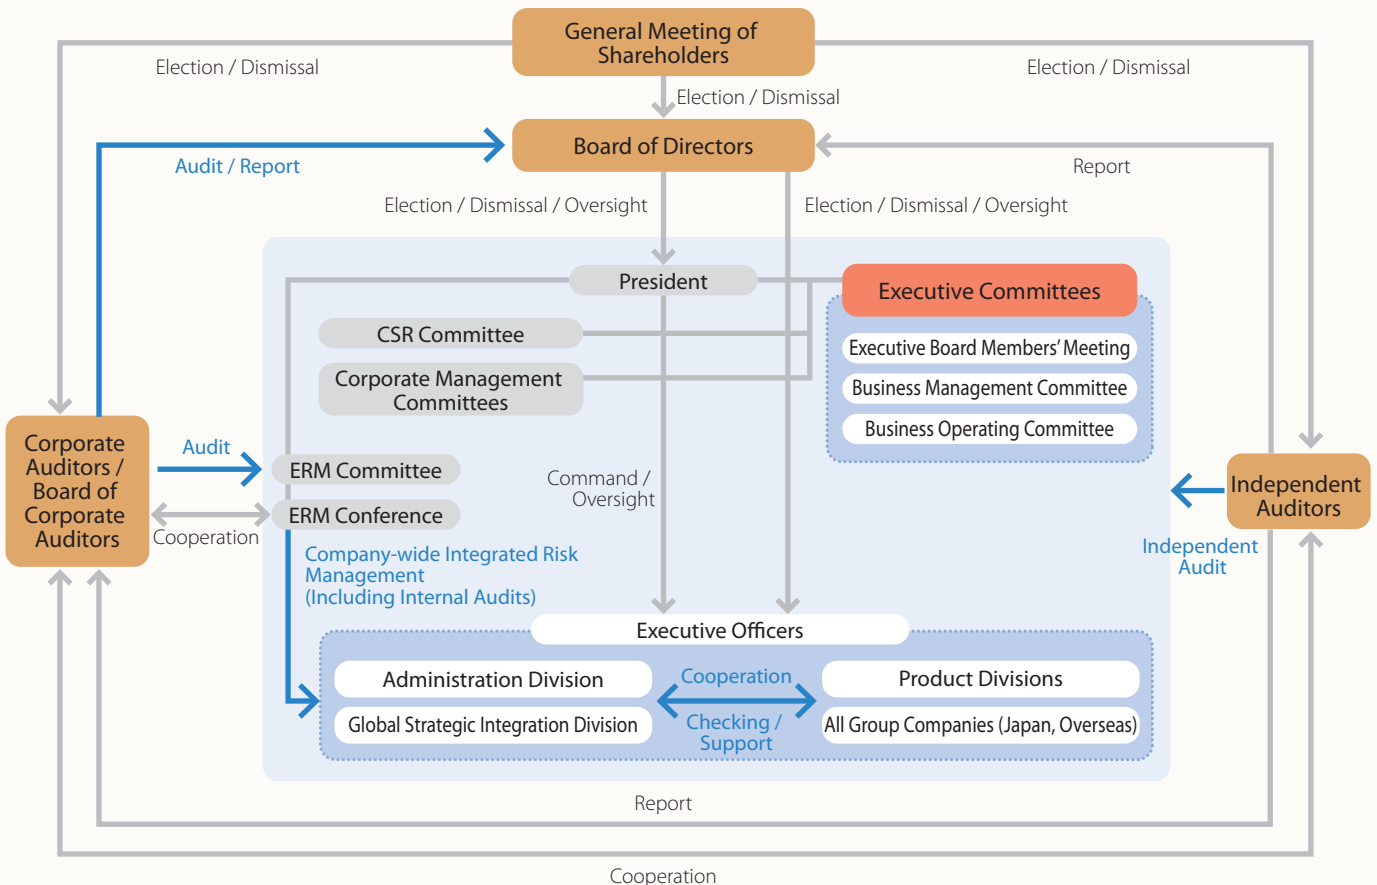 General Meeting of
Shareholders
Election / Dismissal
Election / Dismissal
Election / Dismissal
Board of Directors
Audit / Report
Report
Election / Dismissal / Oversight
Election / Dismissal / Oversight
President
Executive Committees
CSR Committee
Executive Board Members’ Meeting
Corporate Management
Committees
Business Management Committee
Business Operating Committee
Corporate
Auditors /
Board of
Corporate
Auditors
Audit
ERM Committee
Command /
Oversight
Independent
Auditors
ERM Conference
Cooperation
Independent
Audit
Company-wide Integrated Risk
Management
(Including Internal Audits)
Executive Officers
Administration Division
Cooperation
Product Divisions
Global Strategic Integration Division
Checking /
Support
All Group Companies (Japan, Overseas)
Report
Cooperation